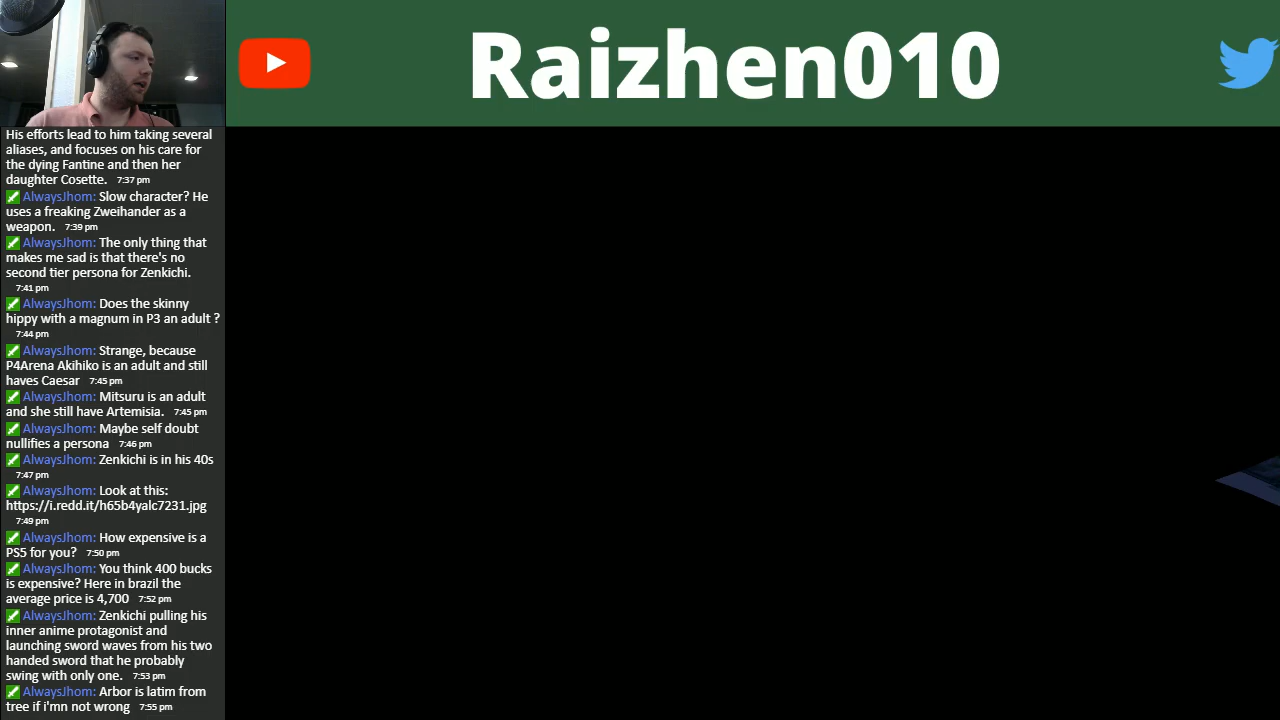 Raizhen010
His efforts lead to him taking several
aliases, and focuses on his care for
the dying Fantine and then her
daughter Cosette. 7:37 pm
AlwaysJhom: Slow character? He
uses a freaking Zweihander as a
weapon. 7:39 pm
AlwaysJhom: The only thing that
makes me sad is that there's no
second tier persona for Zenkichi.
7:41 pm
AlwaysJhom: Does the skinny
hippy with a magnum in P3 an adult ?
7:44 pm
AlwaysJhom: Strange, because
P4Arena Akihiko is an adult and still
haves Caesar 7:45 pm
AlwaysJhom: Mitsuru is an adult
and she still have Artemisia. 7:45 pm
AlwaysJhom: Maybe self doubt
nullifies a persona 7:46 pm
AlwaysJhom: Zenkichi is in his 40s
7:47 pm
AlwaysJhom: Look at this:
https://i.redd.it/h65b4yalc7231.jpg
7:49 pm
AlwaysJhom: How expensive is a
PS5 for you? 7:50 pm
AlwaysJhom: You think 400 bucks
is expensive? Here in brazil the
average price is 4,700 7:52 pm
AlwaysJhom: Zenkichi pulling his
inner anime protagonist and
launching sword waves from his two
handed sword that he probably
swing with only one. 7:53 pm
AlwaysJhom: Arbor is latim from
tree if i'mn not wrong 7:55 pm